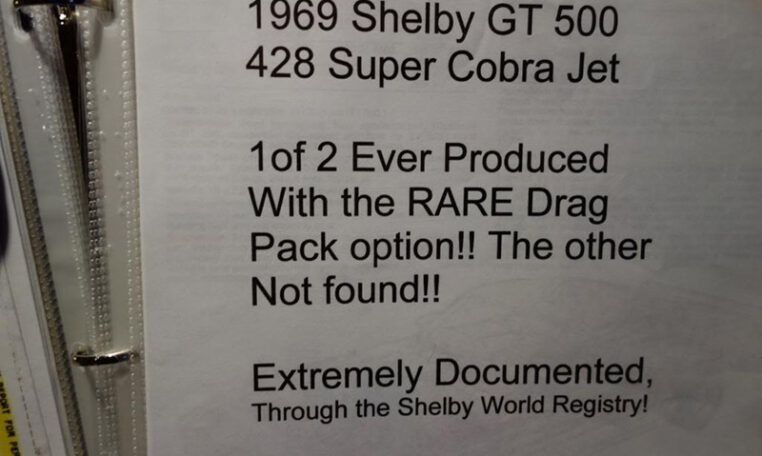 1969 Shelby GT 500
428 Super Cobra Jet
1of 2 Ever Produced
With the RARE Drag
Pack option!! The other
Not found!!
Extremely Documented,
Through the Shelby World Registry!